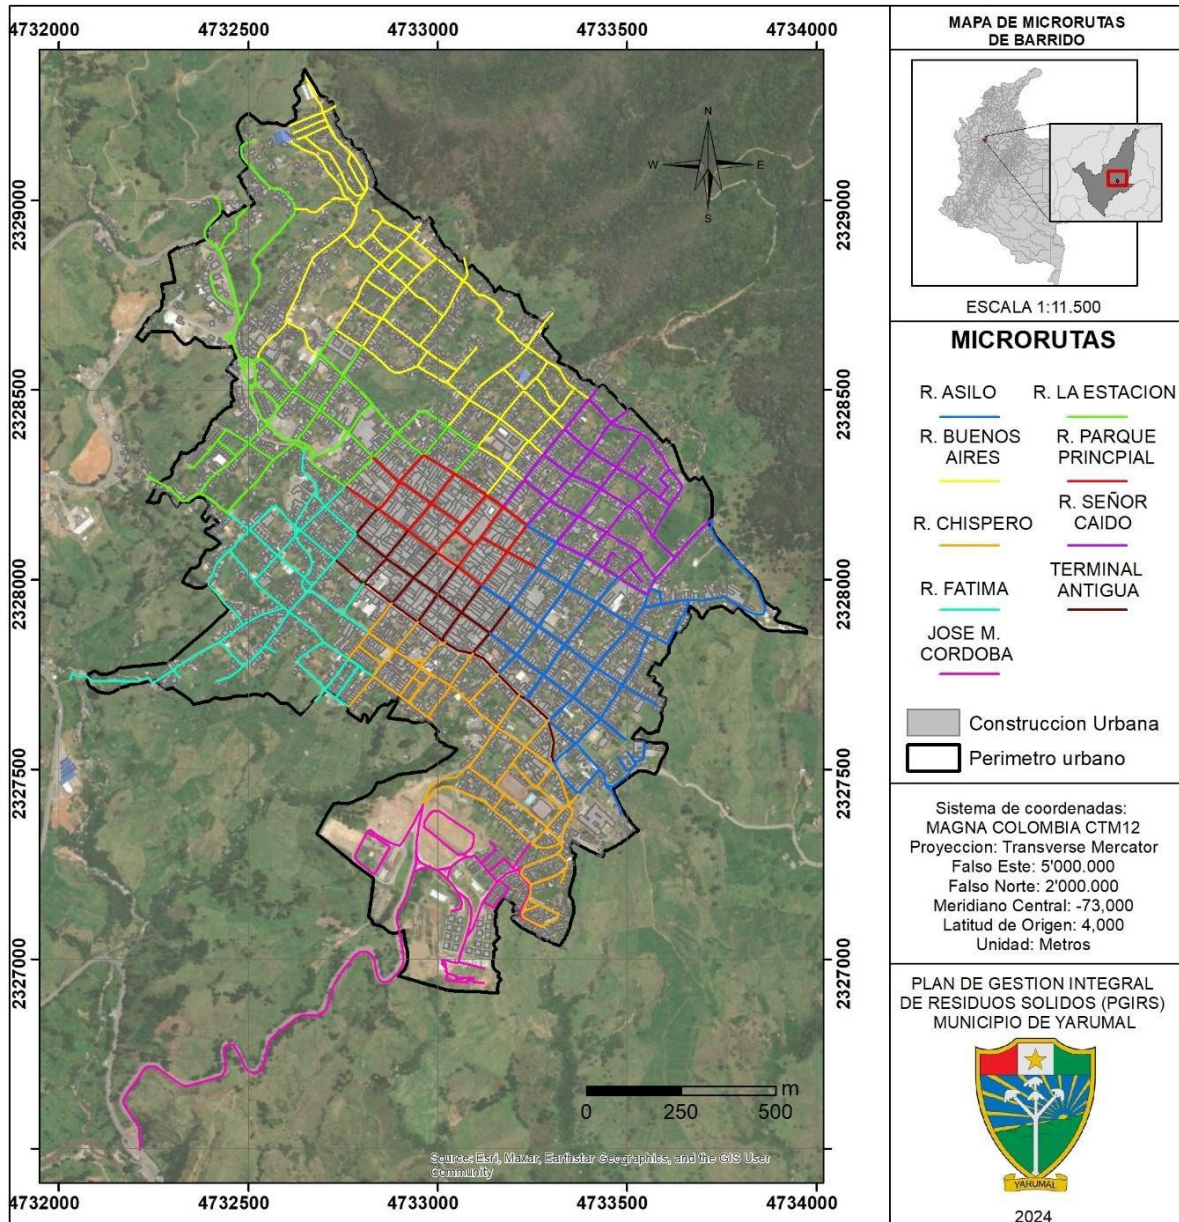 4732000 4732500 4733000 4733500 4734000
2329000
2328500
2328000
2327500
2327000
N
W E
S
2329000
2328500
2328000
2327500
2327000
m
0 250 500
Source: Esri, Maxar, Earthstar Geographics, and the GIS User
Community
4732000 4732500 4733000 4733500 4734000
MAPA DE MICRORUTAS
DE BARRIDO
ESCALA 1:11.500
MICRORUTAS
R. ASILO
R. LA ESTACION
R. BUENOS
AIRES
R. PARQUE
PRINCPIAL
R. CHISPERO
R. SEÑOR
CAIDO
R. FATIMA
TERMINAL
ANTIGUA
JOSE M.
CORDOBA
Construccion Urbana
Perimetro urbano
Sistema de coordenadas:
MAGNA COLOMBIA CTM12
Proyeccion: Transverse Mercator
Falso Este: 5'000.000
Falso Norte: 2'000.000
Meridiano Central: -73,000
Latitud de Origen: 4,000
Unidad: Metros
PLAN DE GESTION INTEGRAL
DE RESIDUOS SOLIDOS (PGIRS)
MUNICIPIO DE YARUMAL
YARUMAL
2024